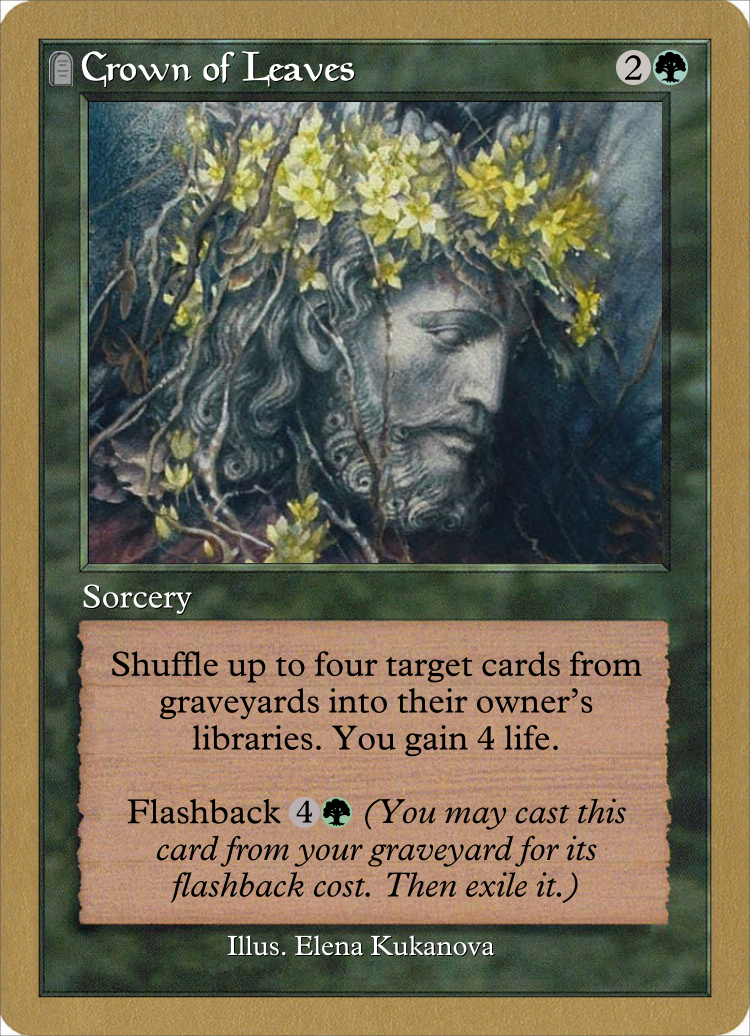 Crown of Leaves 2
Sorcery
Shuffle up to four target cards from
graveyards into their owner's
libraries. You gain 4 life.
Flashback 4 (You may cast this
card from your graveyard for its
flashback cost. Then exile it.)
Illus. Elena Kukanova